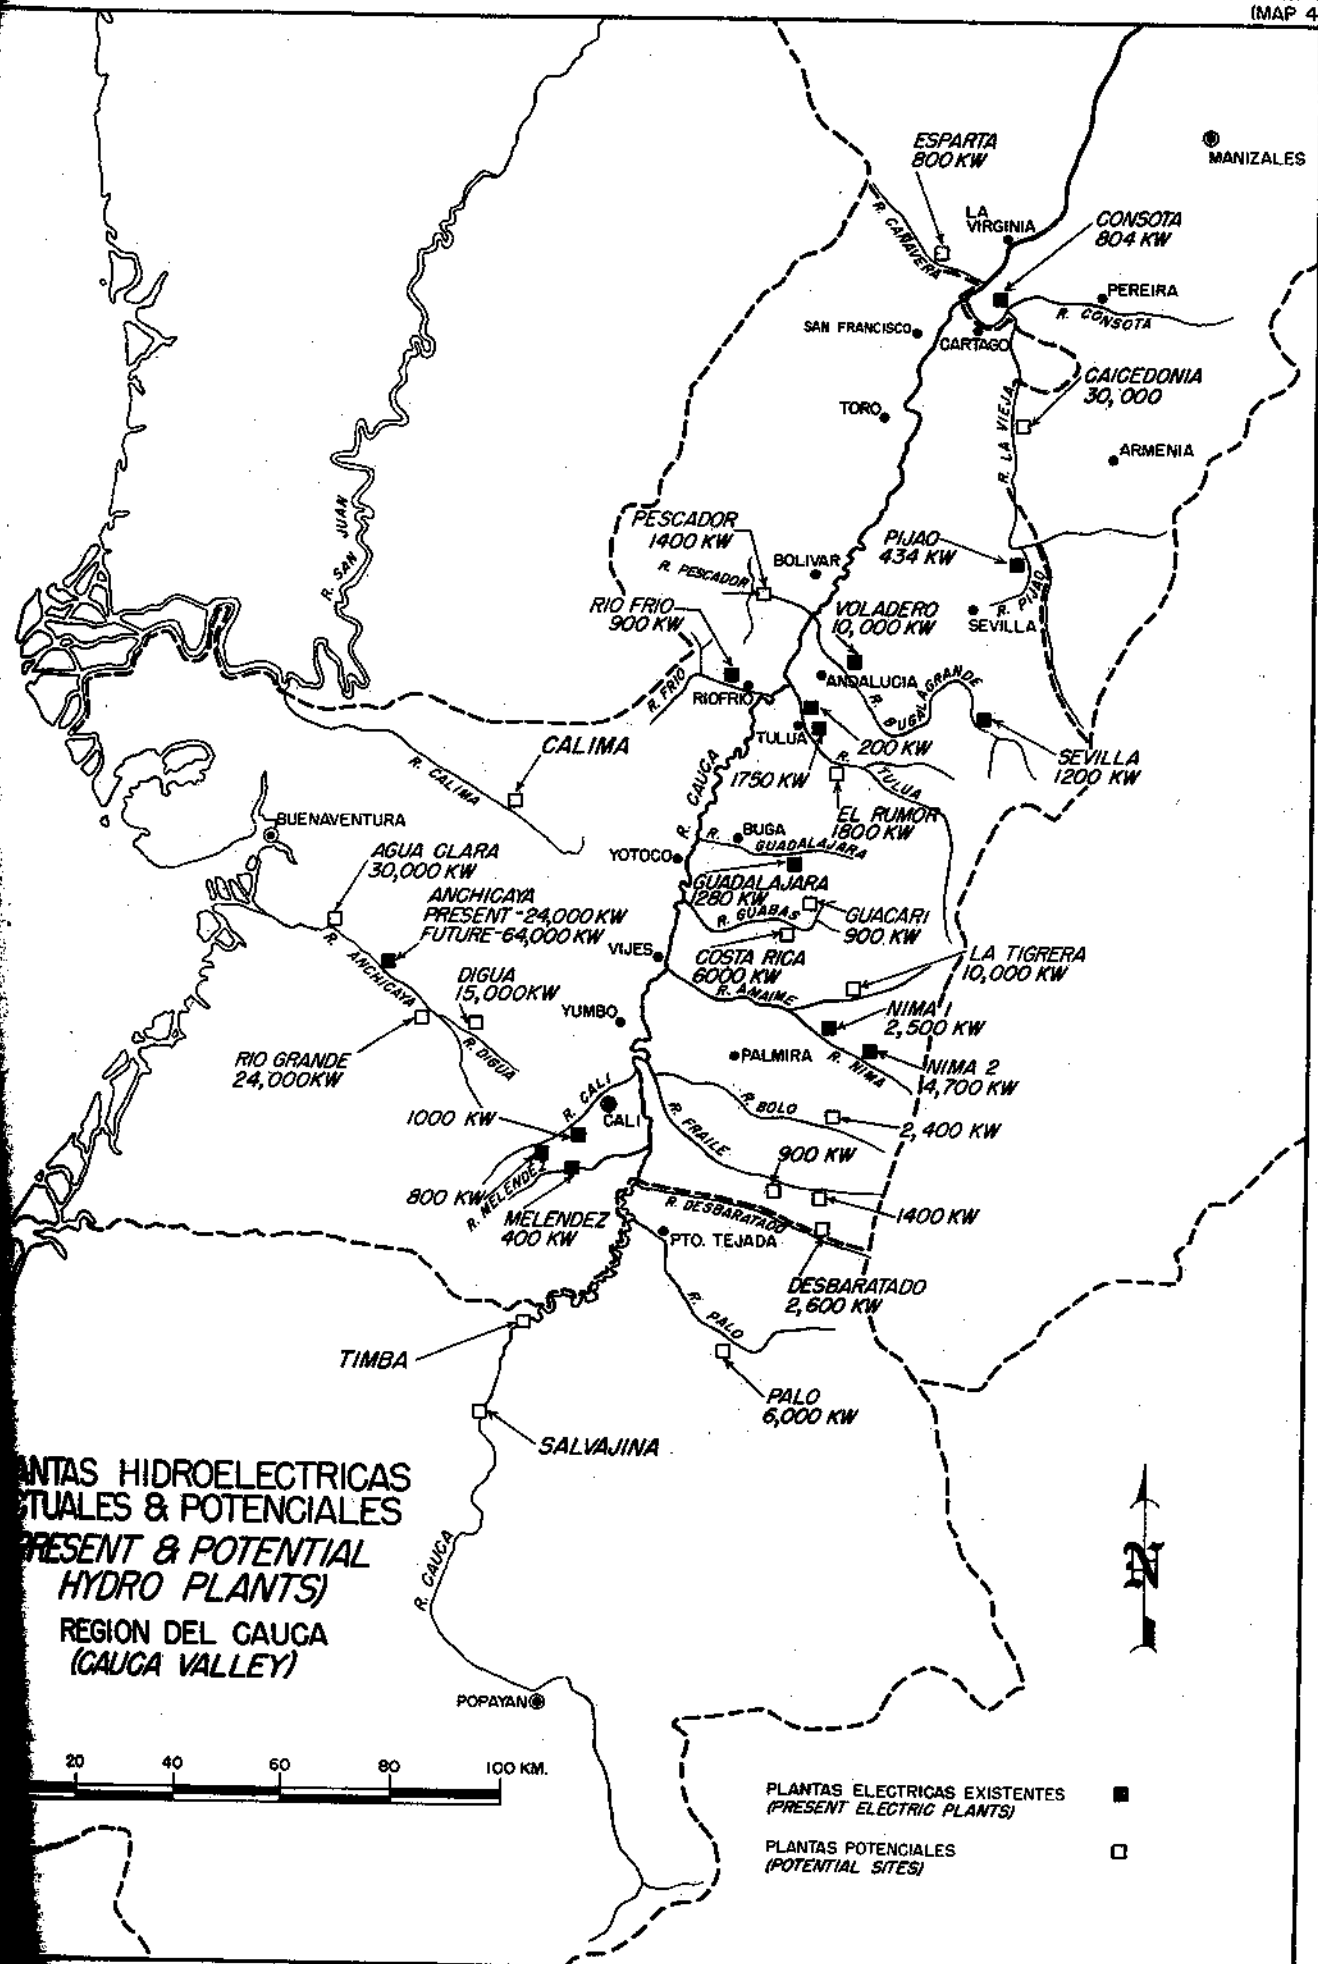 (MAP 4
MANIZALES
ESPARTA
800 KW
R. CAÑAVERA
LA
VIRGINIA
CONSOTA
804 KW
PEREIRA
R. CONSOTA
SAN FRANCISCO
CARTAGO
CAICEDONIA
30,000
TORO
R. LA VIEJA
ARMENIA
R. SAN JUAN
PESCADOR
1400 KW
R. PESCADOR
BOLIVAR
PIJAO
434 KW
R. PIJAO
SEVILLA
RIO FRIO
900 KW
VOLADERO
10,000 KW
ANDALUCIA
R. BUGALAGRANDE
R. FRIO
RIOFRIO
TULUA
200 KW
1750 KW
R. TULUA
SEVILLA
1200 KW
CALIMA
R. CALIMA
R. CAUCA
EL RUMOR
1800 KW
BUENAVENTURA
BUGA
R. GUADALAJARA
YOTOCO
AGUA CLARA
30,000 KW
ANCHICAYA
PRESENT-24,000 KW
FUTURE-64,000 KW
GUADALAJARA
1280 KW
R. GUABAS
GUACARI
900 KW
R. ANCHICAYA
VIJES
COSTA RICA
6000 KW
LA TIGRERA
10,000 KW
DIGUA
15,000KW
R. AMAIME
YUMBO
NIMA
2,500 KW
R. DIGUA
RIO GRANDE
24,000KW
PALMIRA
R. NIMA
NIMA 2
4,700 KW
R. CALI
CALI
1000 KW
R. BOLO
2,400 KW
R. FRAILE
900 KW
800 KW
R. MELENDEZ
MELENDEZ
400 KW
R. DESBARATADO
1400 KW
PTO. TEJADA
DESBARATADO
2,600 KW
R. PALO
TIMBA
PALO
6,000 KW
SALVAJINA
ANTAS HIDROELECTRICAS
CTUALES & POTENCIALES
PRESENT & POTENTIAL
HYDRO PLANTS)
REGION DEL CAUCA
(CAUCA VALLEY)
R. CAUCA
N
POPAYAN
20 40 60 80 100 KM.
PLANTAS ELECTRICAS EXISTENTES
(PRESENT ELECTRIC PLANTS)
PLANTAS POTENCIALES
(POTENTIAL SITES)